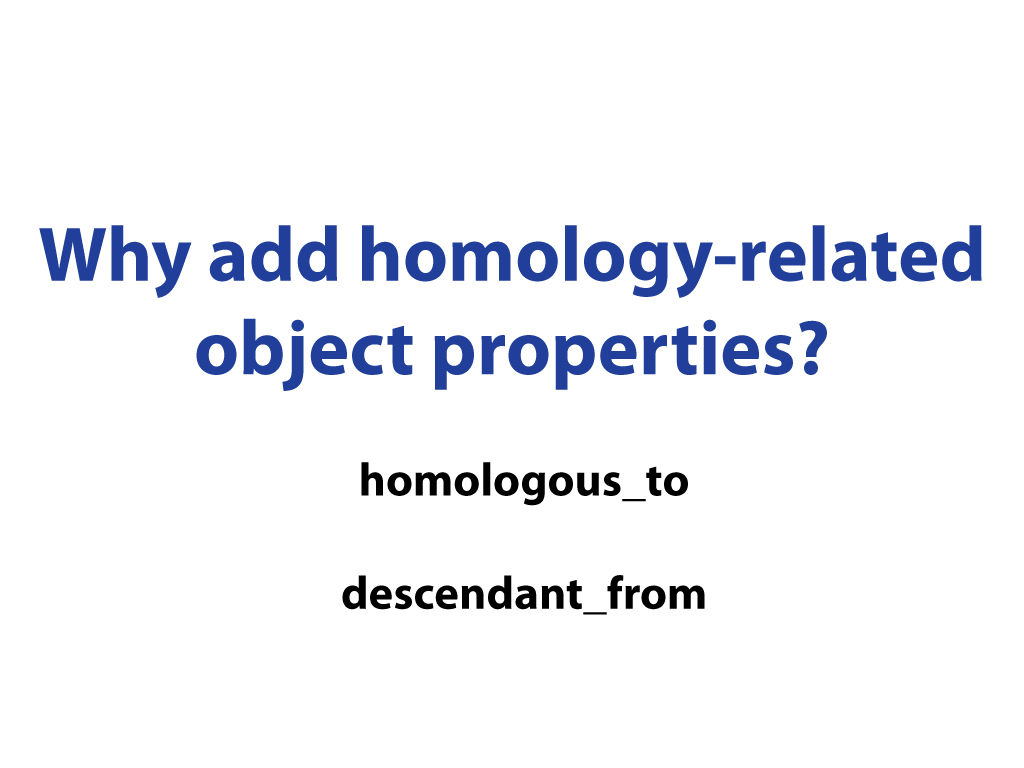 Why add homology-related
object properties?
homologous_to
descendant_from